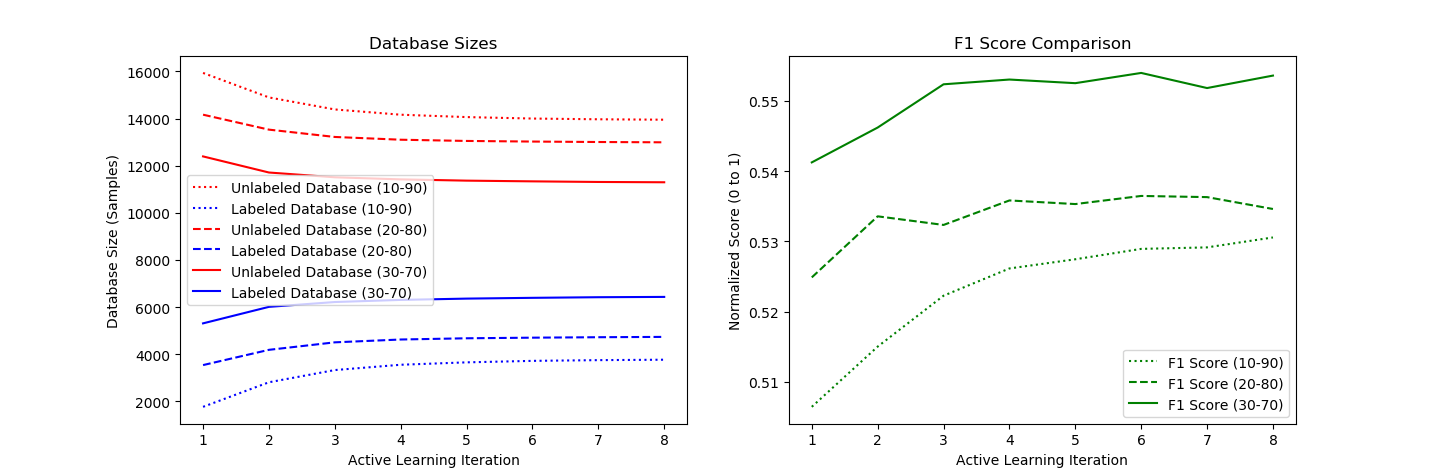 Database Sizes
16000
14000
12000
10000
8000
6000
4000
2000
Database Size (Samples)
Unlabeled Database (10-90)
Labeled Database (10-90)
Unlabeled Database (20-80)
Labeled Database (20-80)
Unlabeled Database (30-70)
Labeled Database (30-70)
1 2 3 4 5 6 7 8
Active Learning Iteration
F1 Score Comparison
0.55
0.54
0.53
0.52
0.51
Normalized Score (0 to 1)
F1 Score (10-90)
F1 Score (20-80)
F1 Score (30-70)
1 2 3 4 5 6 7 8
Active Learning Iteration